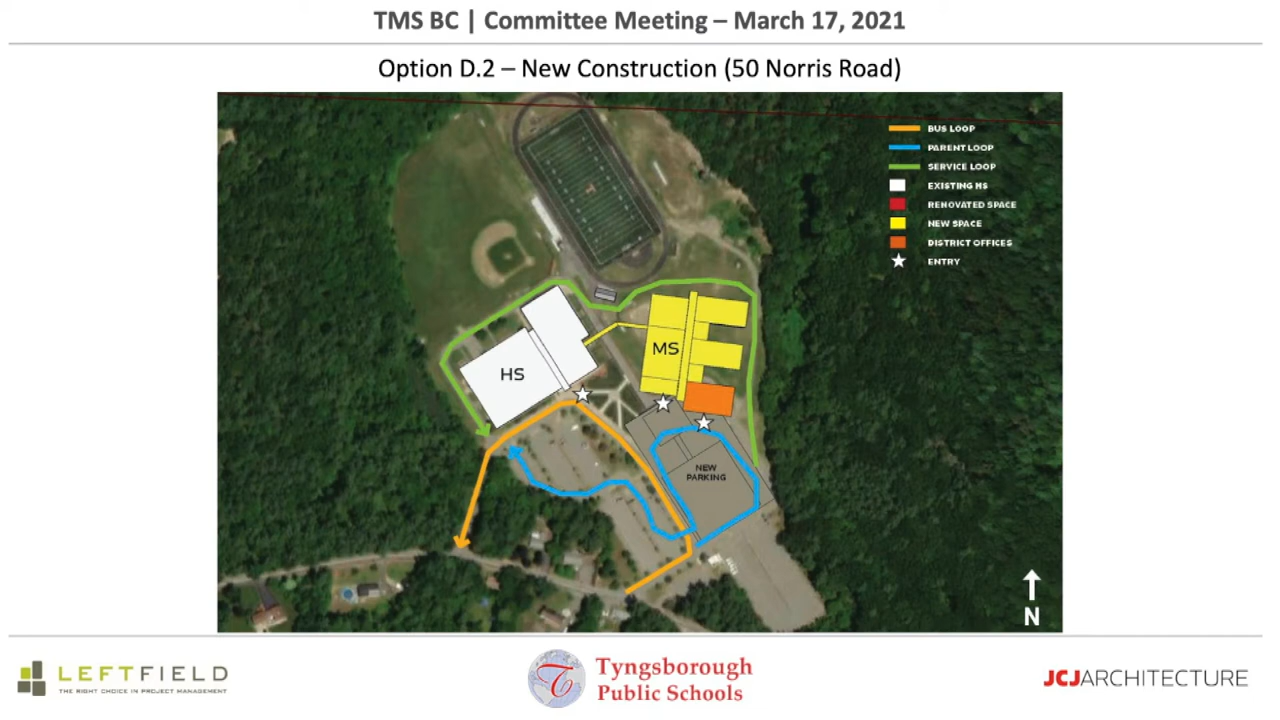 TMS BC | Committee Meeting – March 17, 2021
Option D.2 – New Construction (50 Norris Road)
BUS LOOP
PARENT LOOP
SERVICE LOOP
EXISTING HS
RENOVATED SPACE
NEW SPACE
DISTRICT OFFICES
ENTRY
MS
HS
NEW
PARKING
N
LEFTFIELD
THE RIGHT CHOICE IN PROJECT MANAGEMENT
T
Tyngsborough
Public Schools
JCJARCHITECTURE